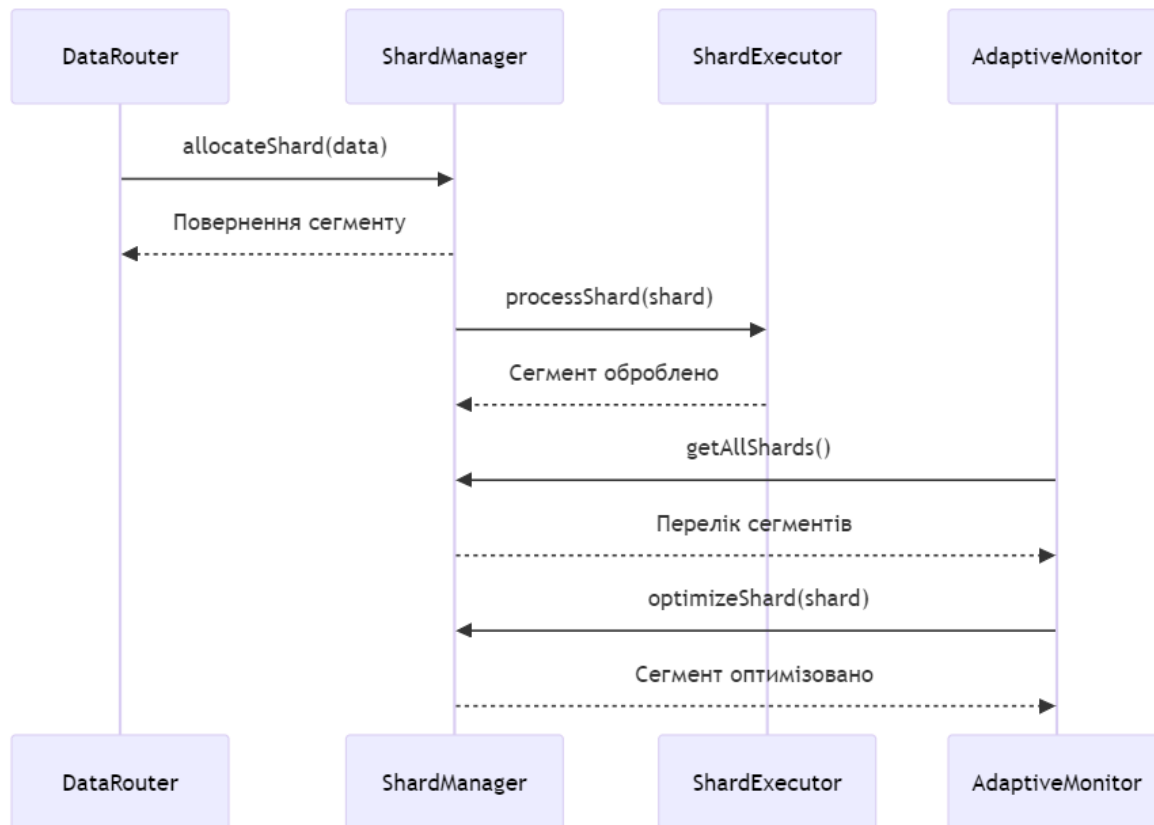 DataRouter
ShardManager
ShardExecutor
AdaptiveMonitor
allocateShard(data)
Повернення сегменту
processShard(shard)
Сегмент оброблено
getAllShards()
Перелік сегментів
optimizeShard(shard)
Сегмент оптимізовано
DataRouter
ShardManager
ShardExecutor
AdaptiveMonitor